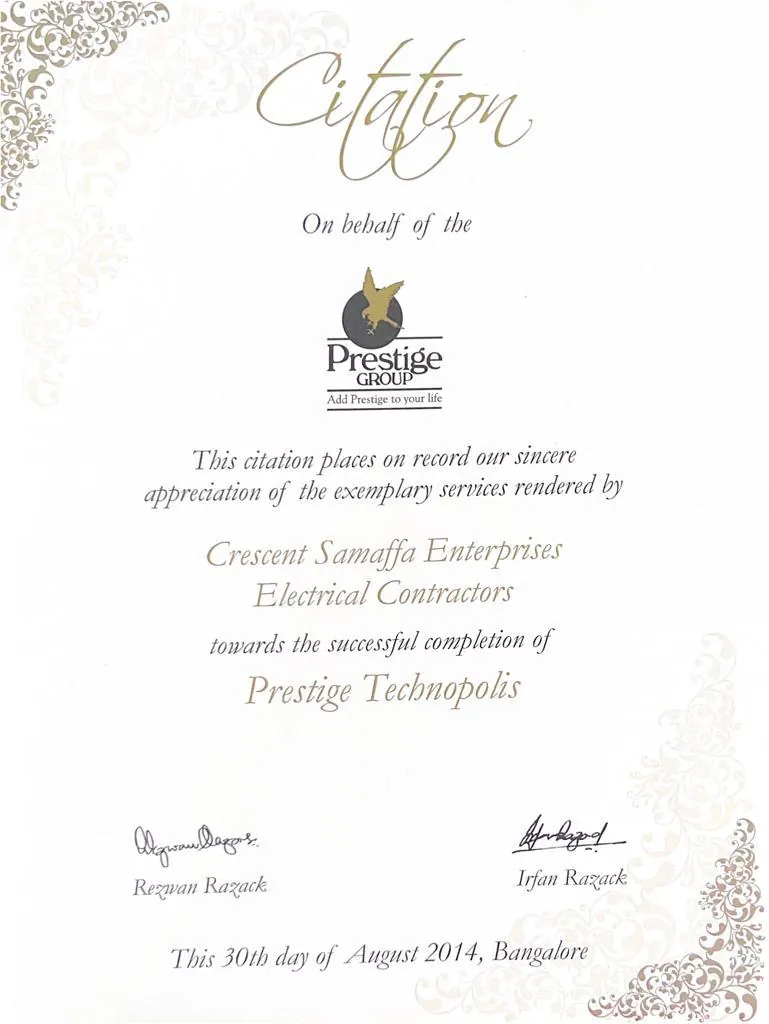 Citation
On behalf of the
Prestige
GROUP
Add Prestige to your life
This citation places on record our sincere
appreciation of the exemplary services rendered by
Crescent Samaffa Enterprises
Electrical Contractors
towards the successful completion of
Prestige Technopolis
Rezwan Razack
Irfan Razack
This 30th day of August 2014, Bangalore